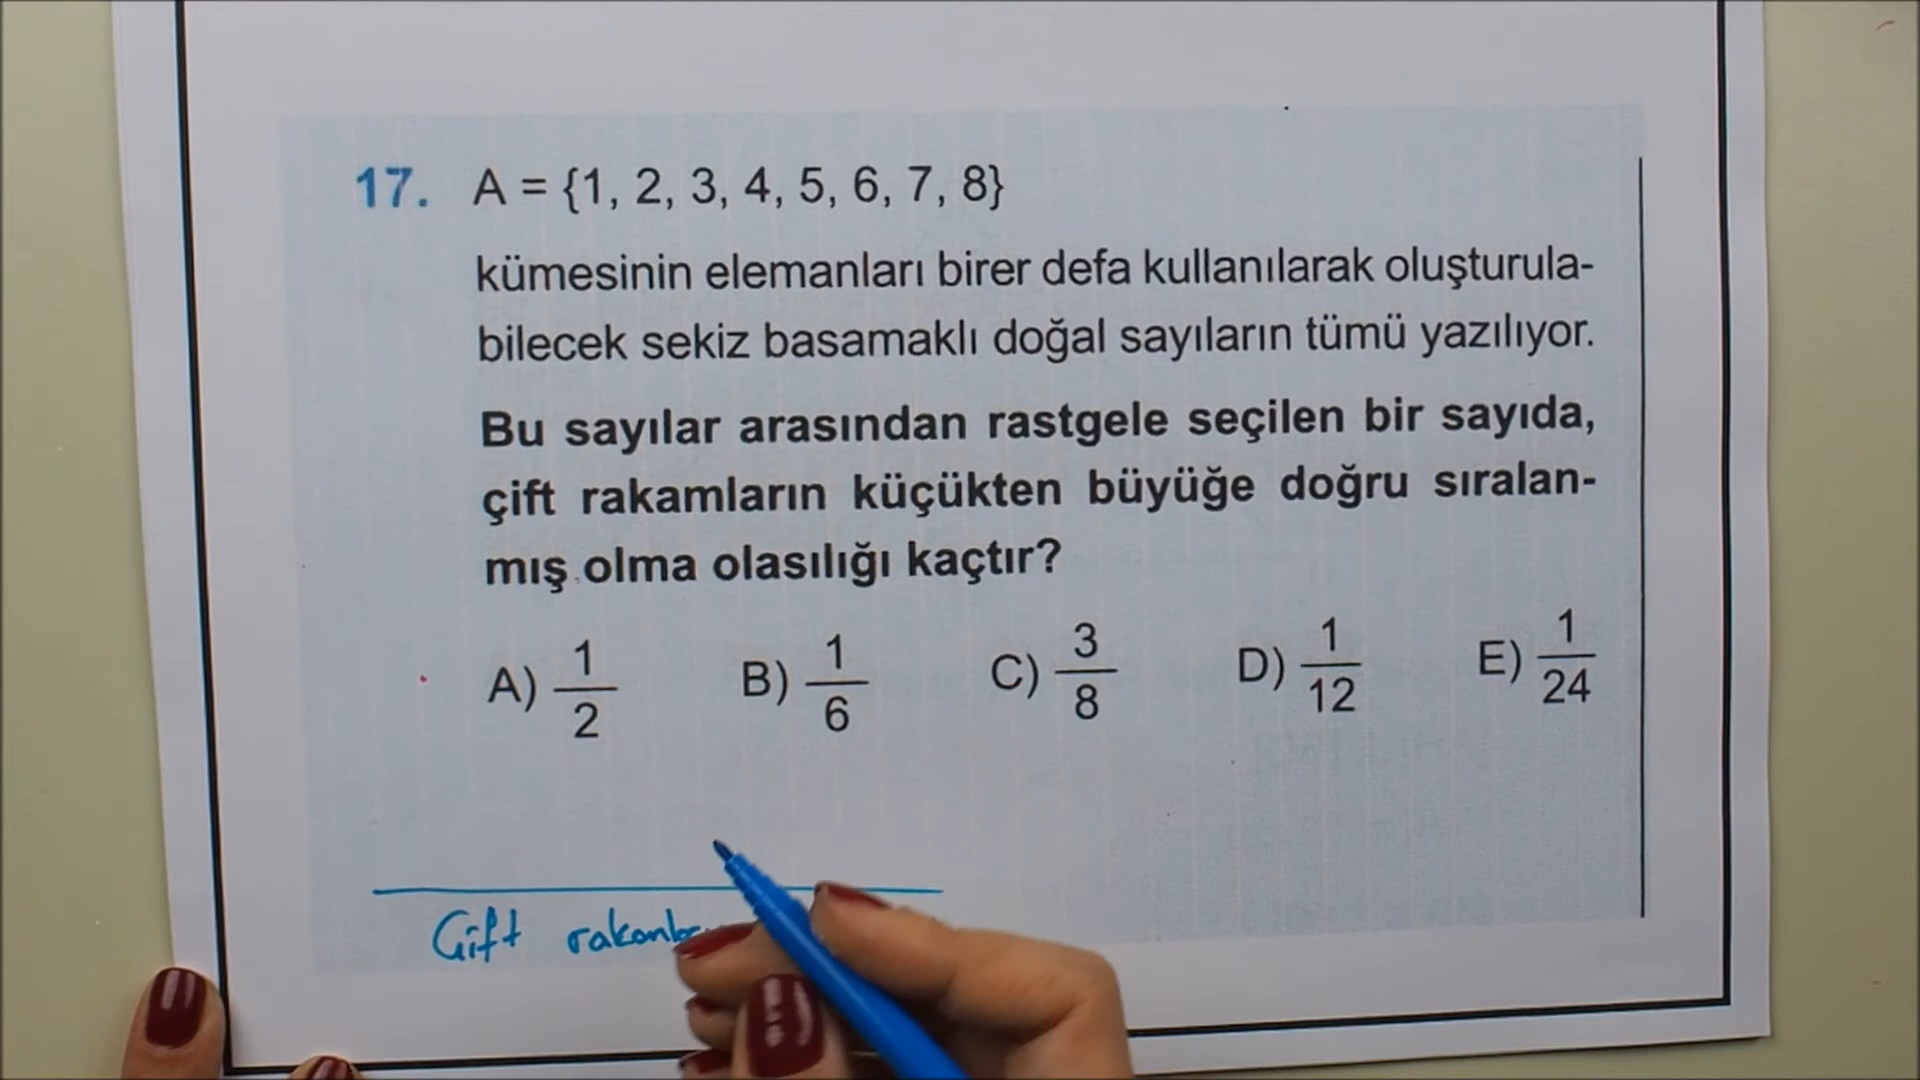 17. A = {1, 2, 3, 4, 5, 6, 7, 8}
kümesinin elemanları birer defa kullanılarak oluşturula-
bilecek sekiz basamaklı doğal sayıların tümü yazılıyor.
Bu sayılar arasından rastgele seçilen bir sayıda,
çift rakamların küçükten büyüğe doğru sıralan-
mış olma olasılığı kaçtır?
A) 1/2 B) 1/6 C) 3/8 D) 1/12 E) 1/24
Çift